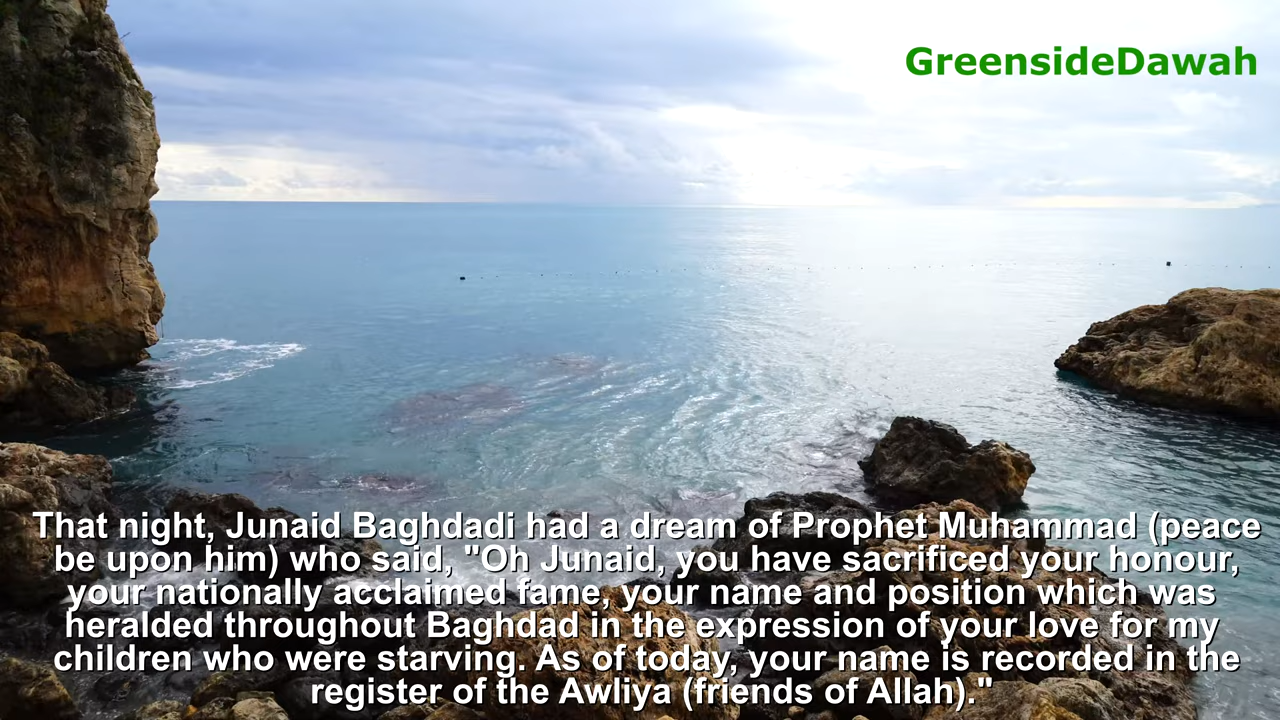 GreensideDawah
That night, Junaid Baghdadi had a dream of Prophet Muhammad (peace
be upon him) who said, "Oh Junaid, you have sacrificed your honour,
your nationally acclaimed fame, your name and position which was
heralded throughout Baghdad in the expression of your love for my
children who were starving. As of today, your name is recorded in the
register of the Awliya (friends of Allah)."